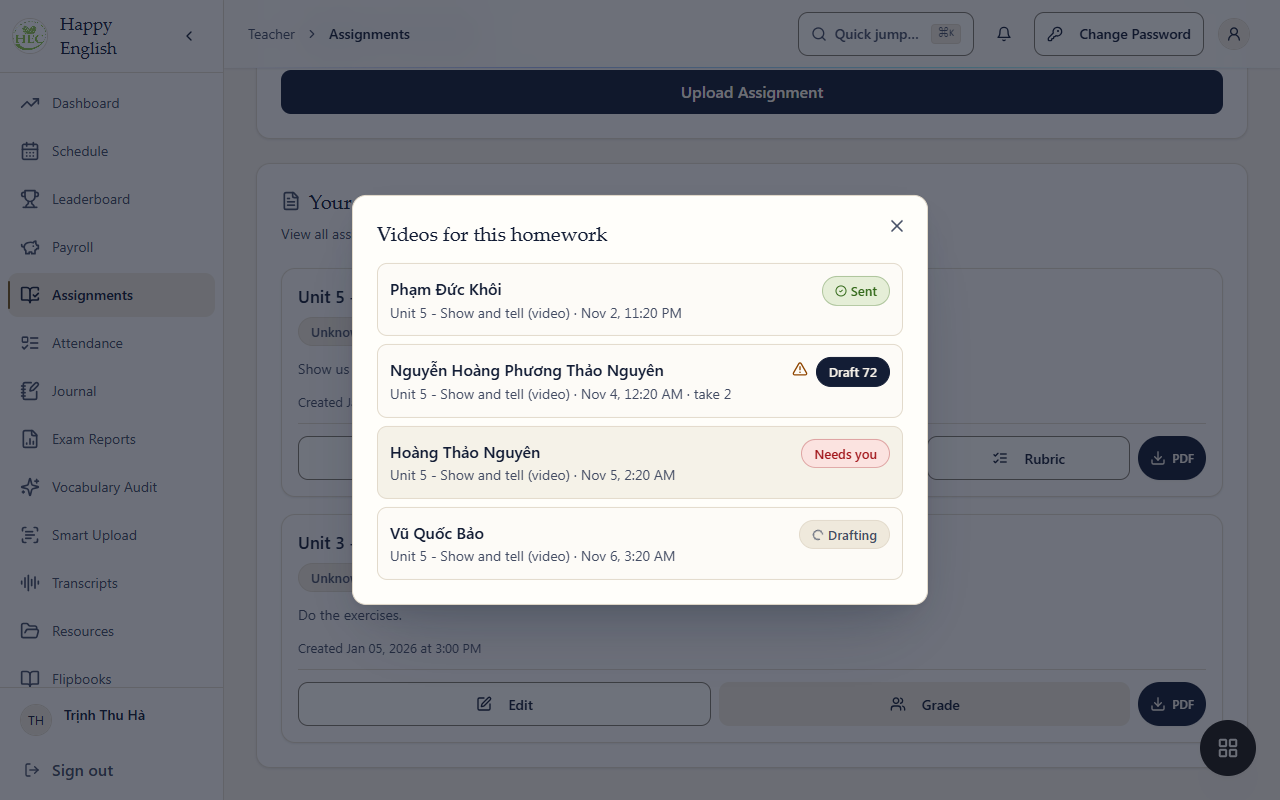 HEC
Happy
English
Dashboard
Schedule
Leaderboard
Payroll
Assignments
Attendance
Journal
Exam Reports
Vocabulary Audit
Smart Upload
Transcripts
Resources
Flipbooks
TH
Trịnh Thu Hà
Sign out
Teacher
Assignments
Quick jump...
⌘K
Change Password
Upload Assignment
Your
View all ass
Unit 5 -
Unkno
Show us
Created J
Rubric
PDF
Videos for this homework
Phạm Đức Khôi
Sent
Unit 5 - Show and tell (video) · Nov 2, 11:20 PM
Nguyễn Hoàng Phương Thảo Nguyên
Draft 72
Unit 5 - Show and tell (video) · Nov 4, 12:20 AM · take 2
Hoàng Thảo Nguyên
Needs you
Unit 5 - Show and tell (video) · Nov 5, 2:20 AM
Vũ Quốc Bảo
Drafting
Unit 5 - Show and tell (video) · Nov 6, 3:20 AM
Unit 3 -
Unkno
Do the exercises.
Created Jan 05, 2026 at 3:00 PM
Edit
Grade
PDF